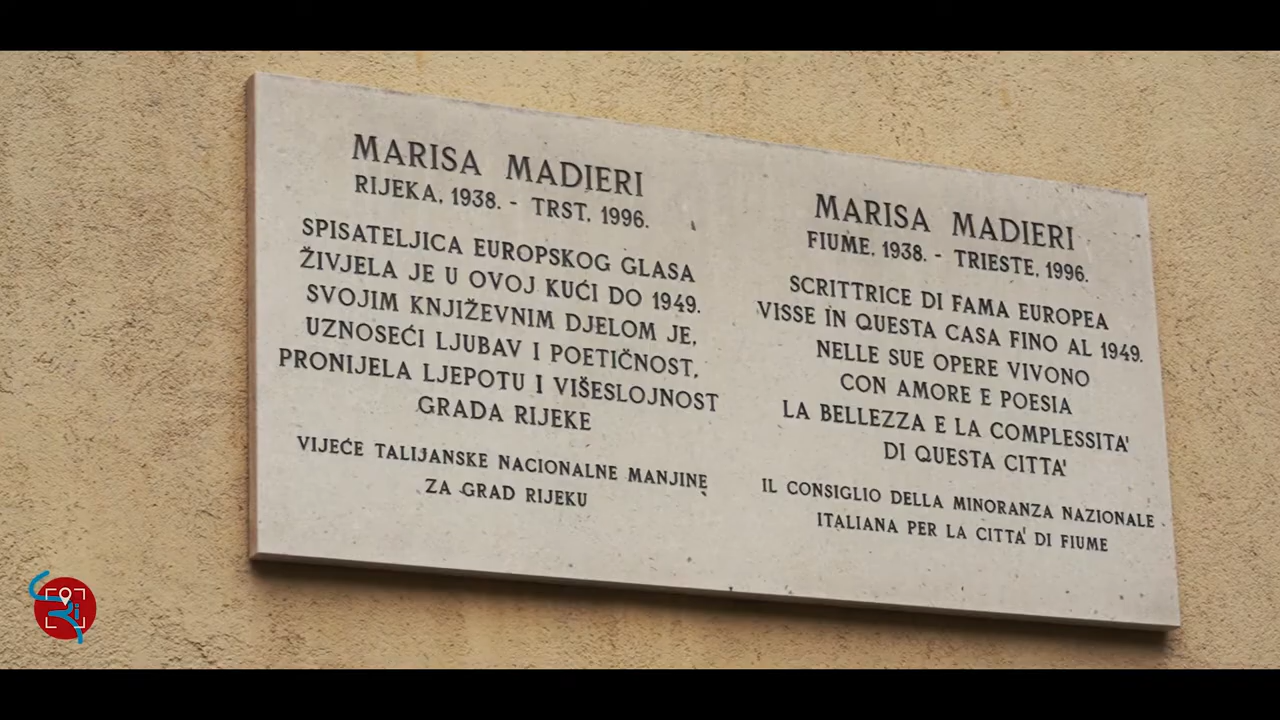 MARISA MADIERI
RIJEKA, 1938. - TRST, 1996.
SPISATELJICA EUROPSKOG GLASA
ŽIVJELA JE U OVOJ KUĆI DO 1949.
SVOJIM KNJIŽEVNIM DJELOM JE,
UZNOSEĆI LJUBAV I POETIČNOST,
PRONIJELA LJEPOTU I VIŠESLOJNOST
GRADA RIJEKE
VIJEĆE TALIJANSKE NACIONALNE MANJINE
ZA GRAD RIJEKU
MARISA MADIERI
FIUME, 1938. - TRIESTE, 1996.
SCRITTRICE DI FAMA EUROPEA
VISSE IN QUESTA CASA FINO AL 1949.
NELLE SUE OPERE VIVONO
CON AMORE E POESIA
LA BELLEZZA E LA COMPLESSITA'
DI QUESTA CITTA'
IL CONSIGLIO DELLA MINORANZA NAZIONALE
ITALIANA PER LA CITTA' DI FIUME